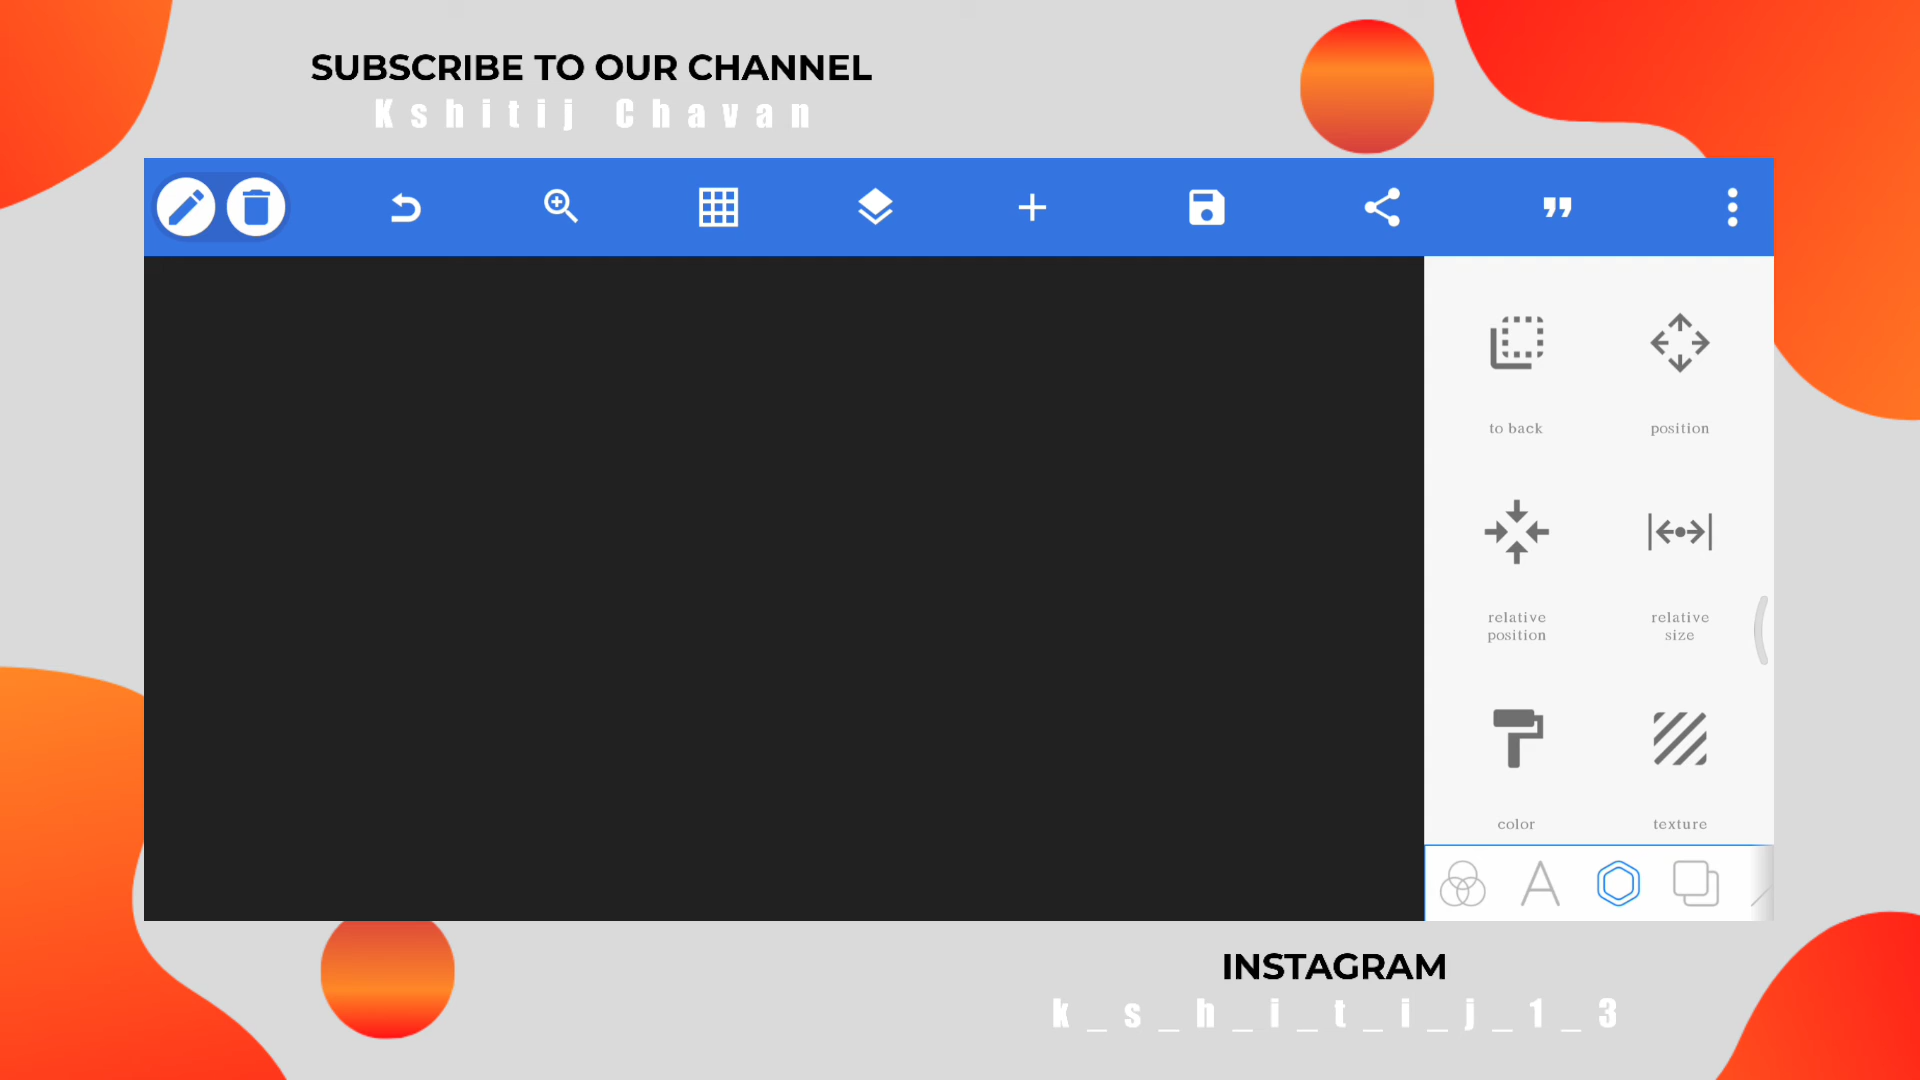 SUBSCRIBE TO OUR CHANNEL
Kshitij Chavan
to back
position
relative
position
relative
size
color
texture
INSTAGRAM
k_s_h_i_t_i_j_1_3